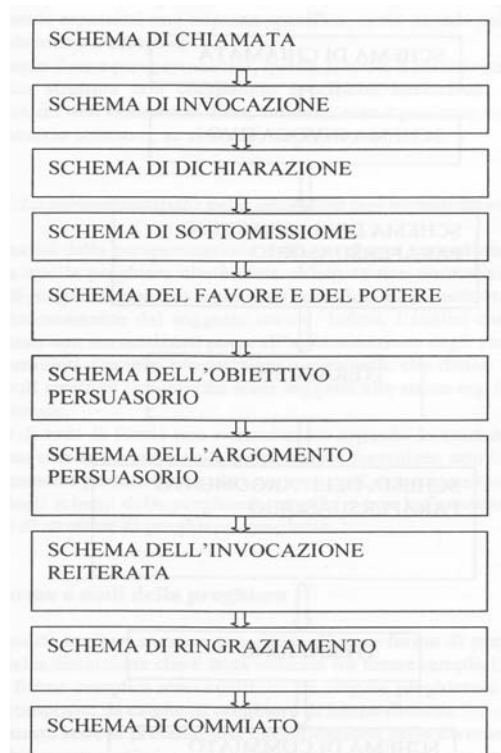 SCHEMA DI CHIAMATA
SCHEMA DI INVOCAZIONE
SCHEMA DI DICHIARAZIONE
SCHEMA DI SOTTOMISSIOME
SCHEMA DEL FAVORE E DEL POTERE
SCHEMA DELL'OBIETTIVO
PERSUASORIO
SCHEMA DELL'ARGOMENTO
PERSUASORIO
SCHEMA DELL'INVOCAZIONE
REITERATA
SCHEMA DI RINGRAZIAMENTO
SCHEMA DI COMMIATO